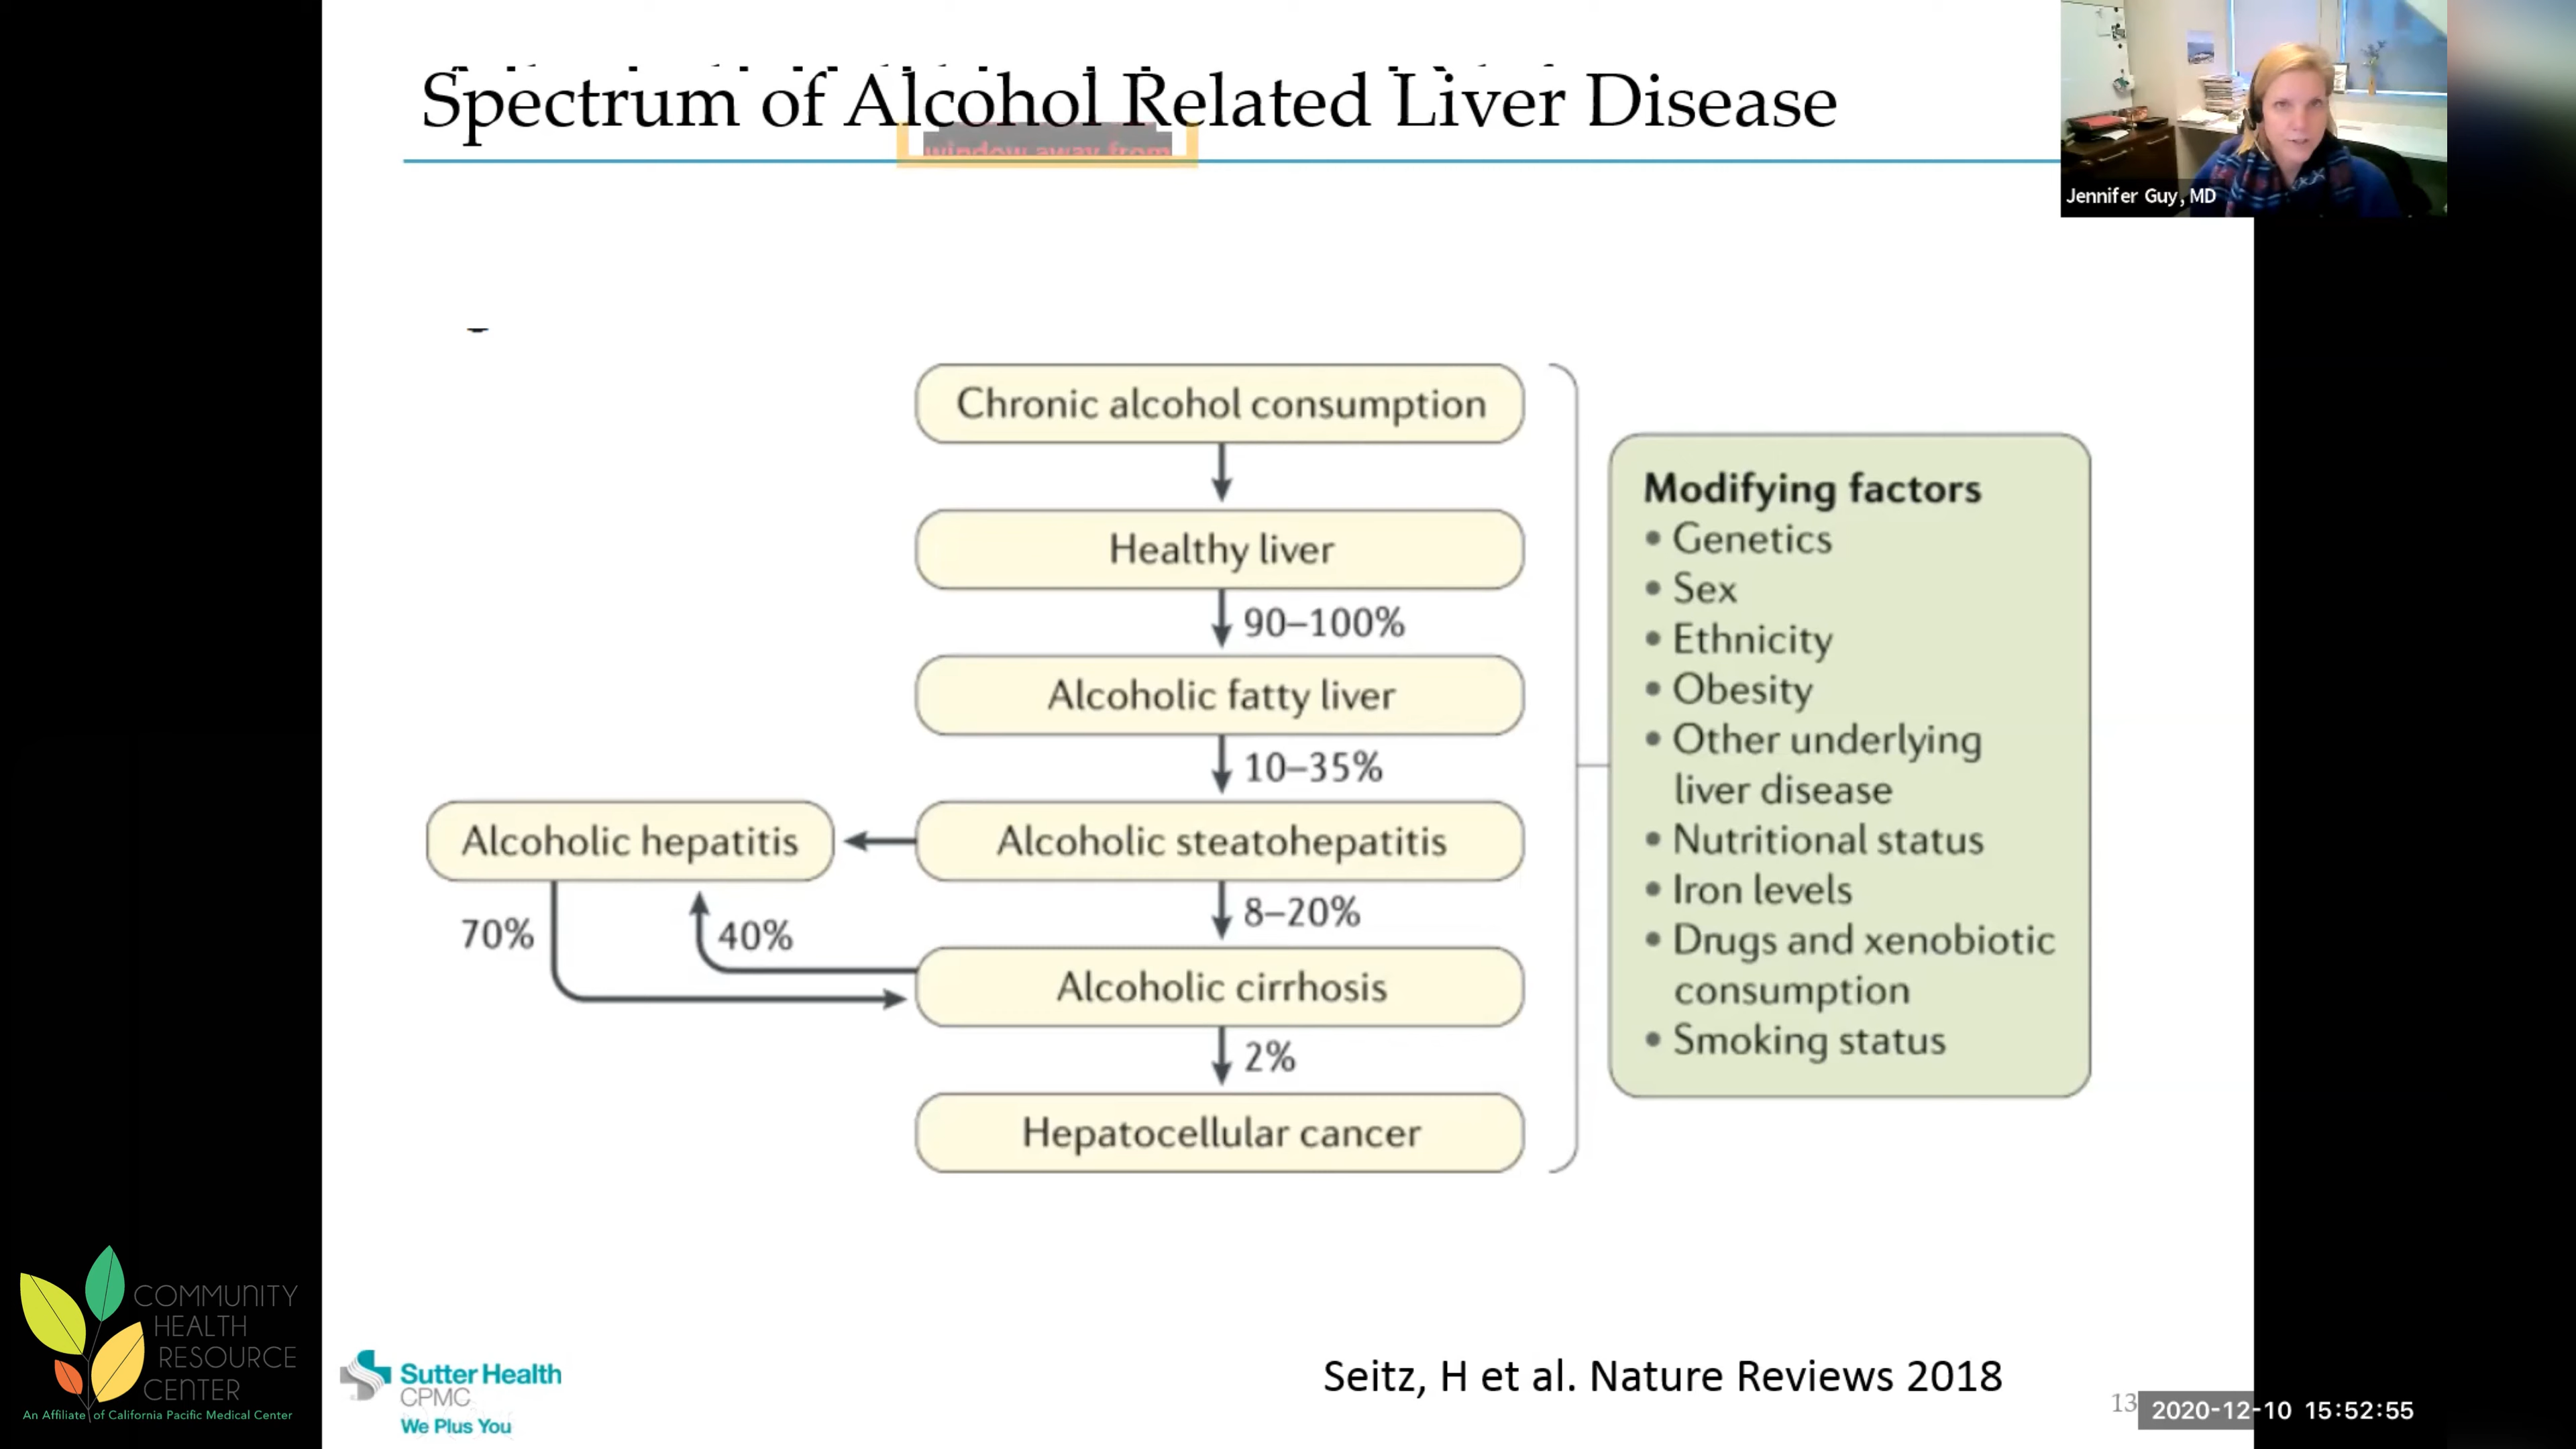 Spectrum of Alcohol Related Liver Disease
window away from
Jennifer Guy, MD
Chronic alcohol consumption
Healthy liver
90–100%
Alcoholic fatty liver
10–35%
Alcoholic hepatitis
Alcoholic steatohepatitis
70%
40%
8–20%
Alcoholic cirrhosis
2%
Hepatocellular cancer
Modifying factors
• Genetics
• Sex
• Ethnicity
• Obesity
• Other underlying
liver disease
• Nutritional status
• Iron levels
• Drugs and xenobiotic
consumption
• Smoking status
COMMUNITY
HEALTH
RESOURCE
CENTER
An Affiliate of California Pacific Medical Center
Sutter Health
CPMC
We Plus You
Seitz, H et al. Nature Reviews 2018
13
2020-12-10 15:52:55